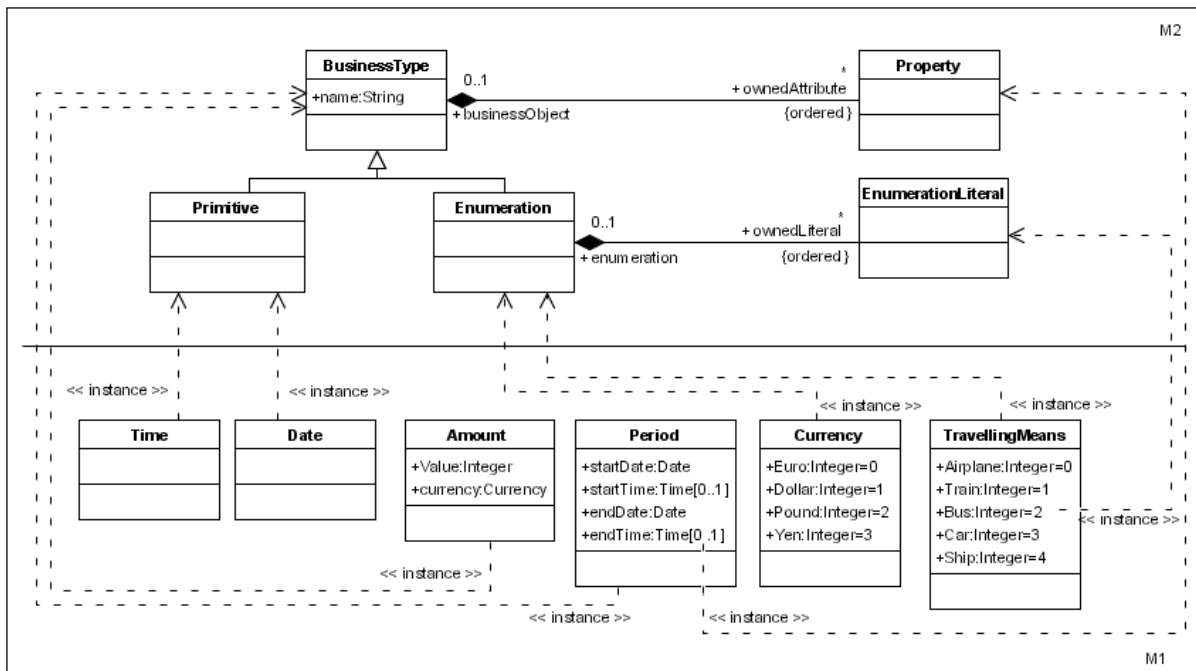 M2
BusinessType
+name:String
0..1
+businessObject
*
+ownedAttribute
{ordered }
Property
Primitive
Enumeration
0..1
+enumeration
*
+ownedLiteral
{ordered }
EnumerationLiteral
<< instance >>
<< instance >>
<< instance >>
<< instance >>
Time
Date
Amount
+Value:Integer
+currency:Currency
Period
+startDate:Date
+startTime:Time[0..1]
+endDate:Date
+endTime:Time[0..1]
Currency
+Euro:Integer=0
+Dollar:Integer=1
+Pound:Integer=2
+Yen:Integer=3
TravellingMeans
+Airplane:Integer=0
+Train:Integer=1
+Bus:Integer=2
+Car:Integer=3
+Ship:Integer=4
<< instance >>
<< instance >>
<< instance >>
<< instance >>
M1